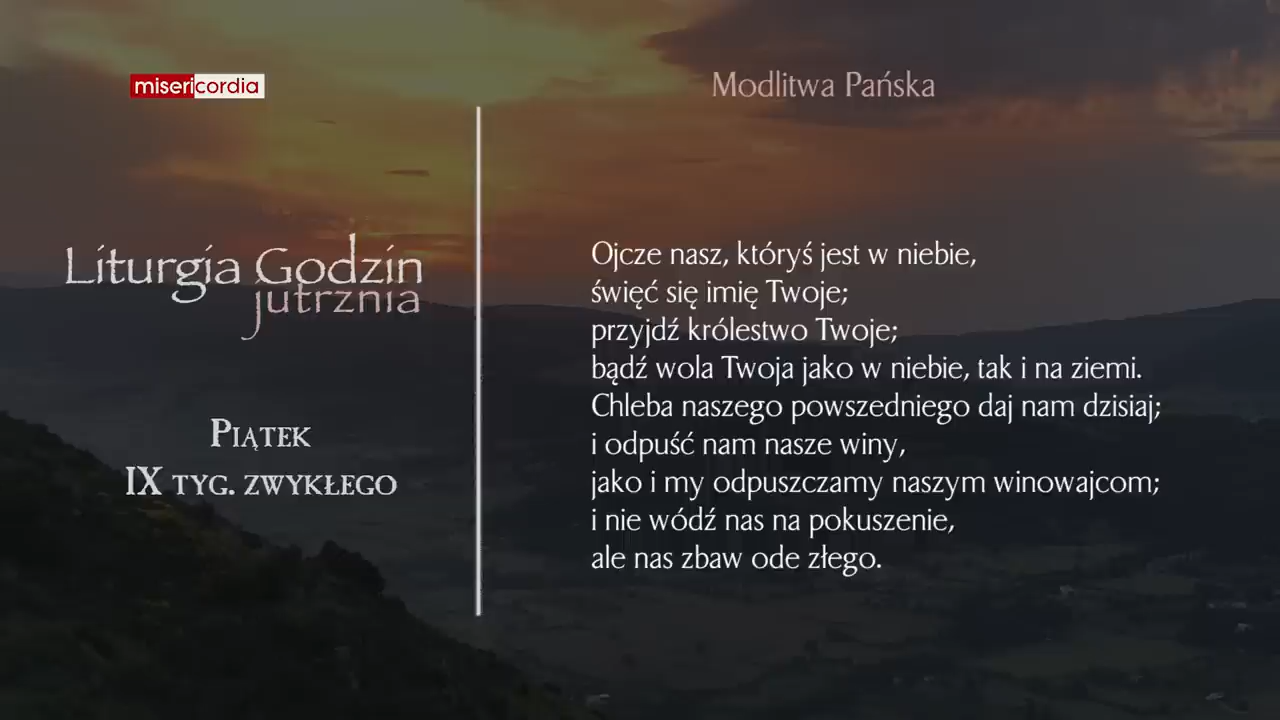 misericordia
Modlitwa Pańska
Liturgia Godzin
jutrznia
Piątek
IX tyg. zwykłego
Ojcze nasz, któryś jest w niebie,
święć się imię Twoje;
przyjdź królestwo Twoje;
bądź wola Twoja jako w niebie, tak i na ziemi.
Chleba naszego powszedniego daj nam dzisiaj;
i odpuść nam nasze winy,
jako i my odpuszczamy naszym winowajcom;
i nie wódź nas na pokuszenie,
ale nas zbaw ode złego.